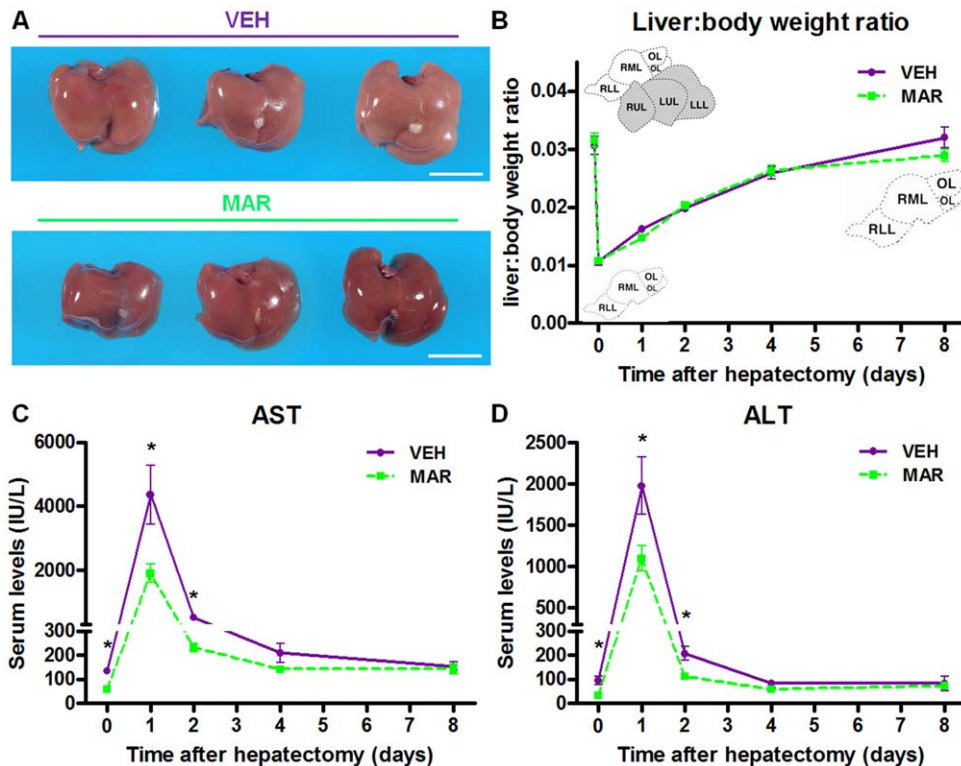 A
VEH
MAR
B
Liver:body weight ratio
liver:body weight ratio
0.04
0.03
0.02
0.01
0.00
RML
OL
OL
RLL
RUL
LUL
LLL
VEH
MAR
RML
OL
OL
RLL
RML
OL
OL
RLL
0 1 2 3 4 5 6 7 8
Time after hepatectomy (days)
C
AST
Serum levels (IU/L)
6000
4000
2000
300
200
100
0
*
*
*
VEH
MAR
0 1 2 3 4 5 6 7 8
Time after hepatectomy (days)
D
ALT
Serum levels (IU/L)
2500
2000
1500
1000
500
300
200
100
0
*
*
*
VEH
MAR
0 1 2 3 4 5 6 7 8
Time after hepatectomy (days)